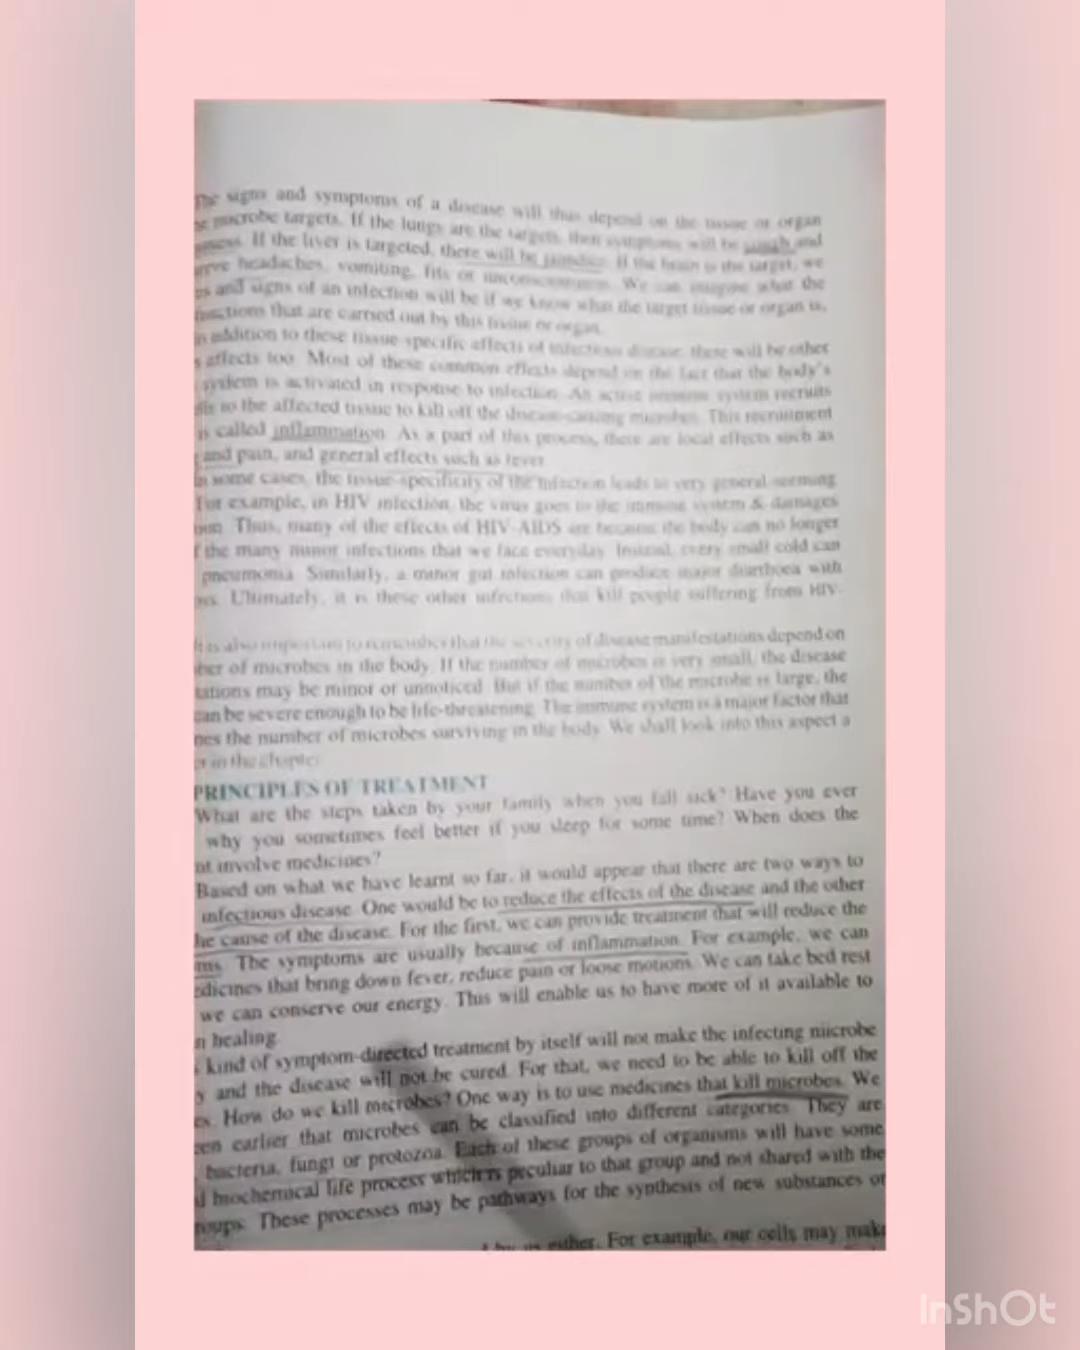 The signs and symptoms of a disease will thus depend on the tissue or organ
microbe targets. If the lungs are the targets, then symptoms will be cough and
If the liver is targeted, there will be jaundice. If the brain is the target, we
headaches, vomiting, fits or unconsciousness. We can imagine what the
and signs of an infection will be if we know what the target tissue or organ is,
functions that are carried out by this tissue or organ.
addition to these tissue-specific effects of infectious disease, there will be other
affects too. Most of these common effects depend on the fact that the body's
system is activated in response to infection. An active immune system recruits
to the affected tissue to kill off the disease-causing microbes. This recruitment
is called inflammation. As a part of this process, there are local effects such as
and pain, and general effects such as fever.
In some cases, the tissue-specificity of the infection leads to very general-seeming
For example, in HIV infection, the virus goes to the immune system & damages
Thus, many of the effects of HIV-AIDS are because the body can no longer
the many minor infections that we face everyday. Instead, every small cold can
pneumonia. Similarly, a minor gut infection can produce major diarrhoea with
Ultimately, it is these other infections that kill people suffering from HIV-
It is also important to remember that the severity of disease manifestations depend on
of microbes in the body. If the number of microbes is very small, the disease
may be minor or unnoticed. But if the number of the microbe is large, the
can be severe enough to be life-threatening. The immune system is a major factor that
the number of microbes surviving in the body. We shall look into this aspect a
in the chapter.
PRINCIPLES OF TREATMENT
What are the steps taken by your family when you fall sick? Have you ever
why you sometimes feel better if you sleep for some time? When does the
involve medicines?
Based on what we have learnt so far, it would appear that there are two ways to
infectious disease. One would be to reduce the effects of the disease and the other
the cause of the disease. For the first, we can provide treatment that will reduce the
The symptoms are usually because of inflammation. For example, we can
that bring down fever, reduce pain or loose motions. We can take bed rest
we can conserve our energy. This will enable us to have more of it available to
healing.
kind of symptom-directed treatment by itself will not make the infecting microbe
and the disease will not be cured. For that, we need to be able to kill off the
How do we kill microbes? One way is to use medicines that kill microbes. We
earlier that microbes can be classified into different categories. They are
bacteria, fungi or protozoa. Each of these groups of organisms will have some
biochemical life process which is peculiar to that group and not shared with the
These processes may be pathways for the synthesis of new substances or
either. For example, our cells may make
InShOt